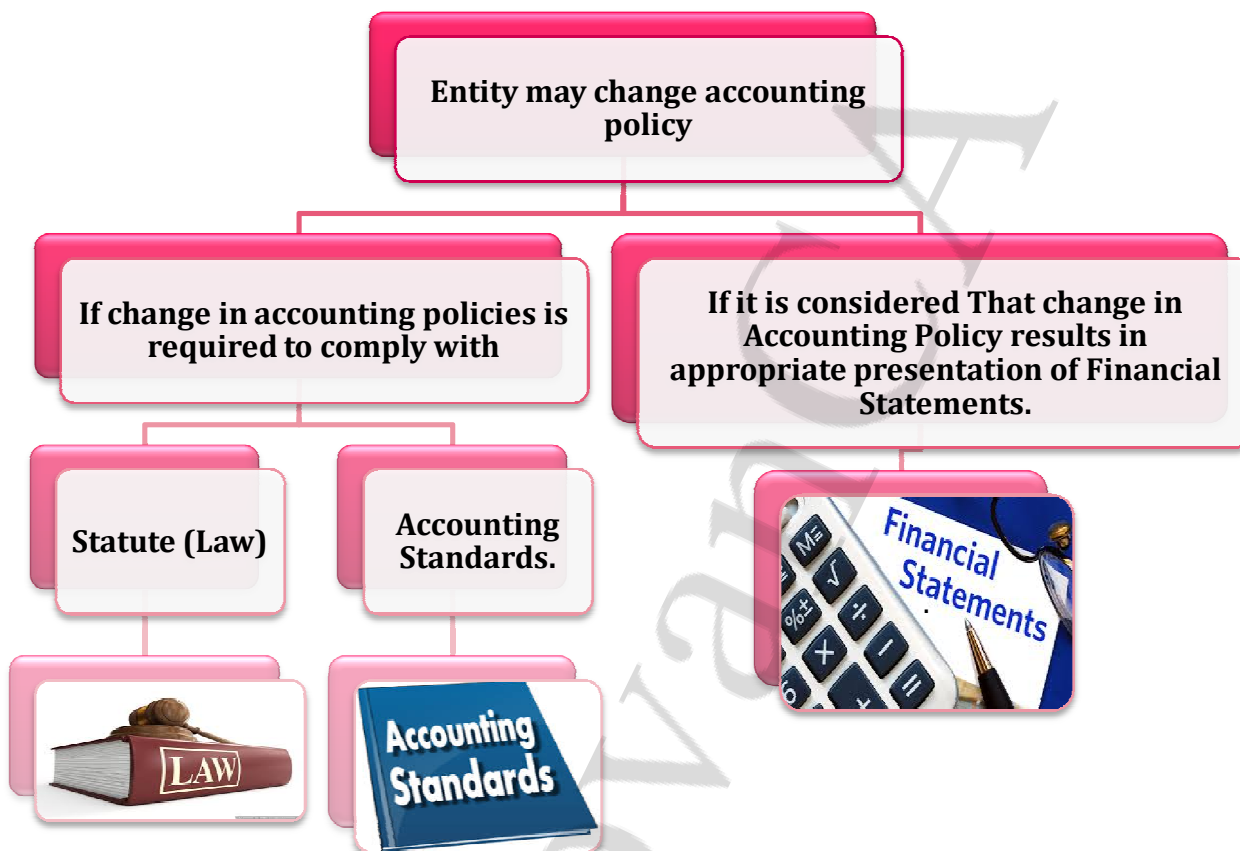 Entity may change accounting
policy
If change in accounting policies is
required to comply with
If it is considered That change in
Accounting Policy results in
appropriate presentation of Financial
Statements.
Statute (Law)
Accounting
Standards.
LAW
Accounting
Standards
Financial
Statements
M=
√
%±
÷
×
−
=
+